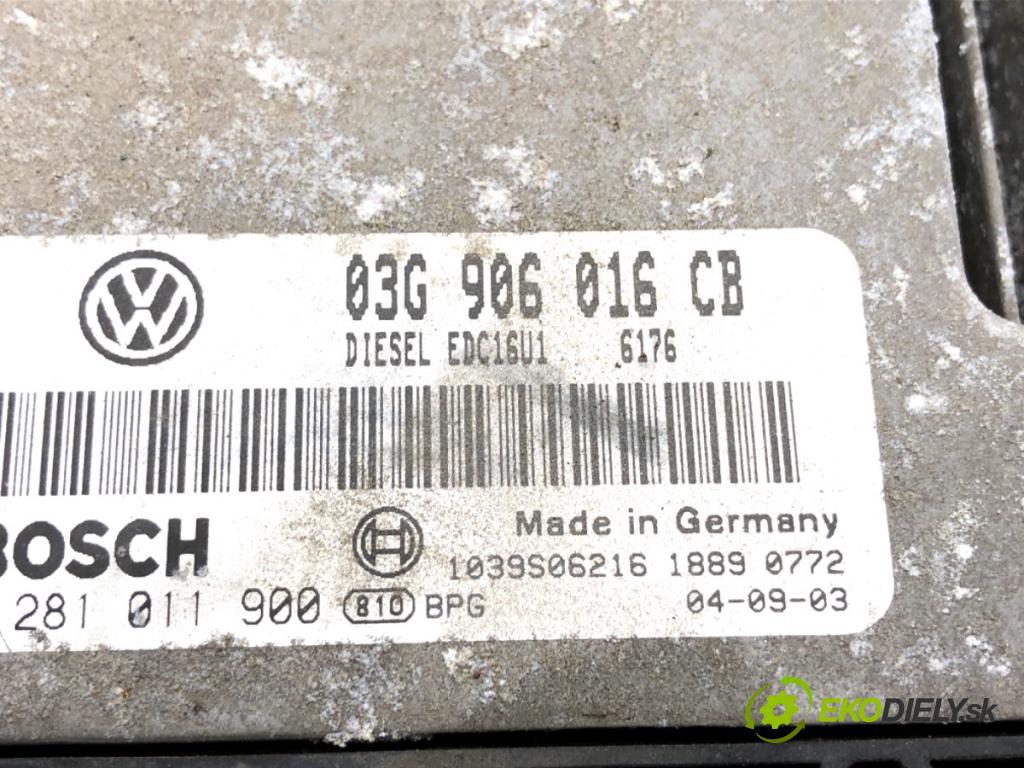 03G 906 016 CB
DIESEL EDC16U1 6176
BOSCH
Made in Germany
1039S06216 1889 0772
281 011 900 810 BPG
04-09-03
EKODIELY.sk